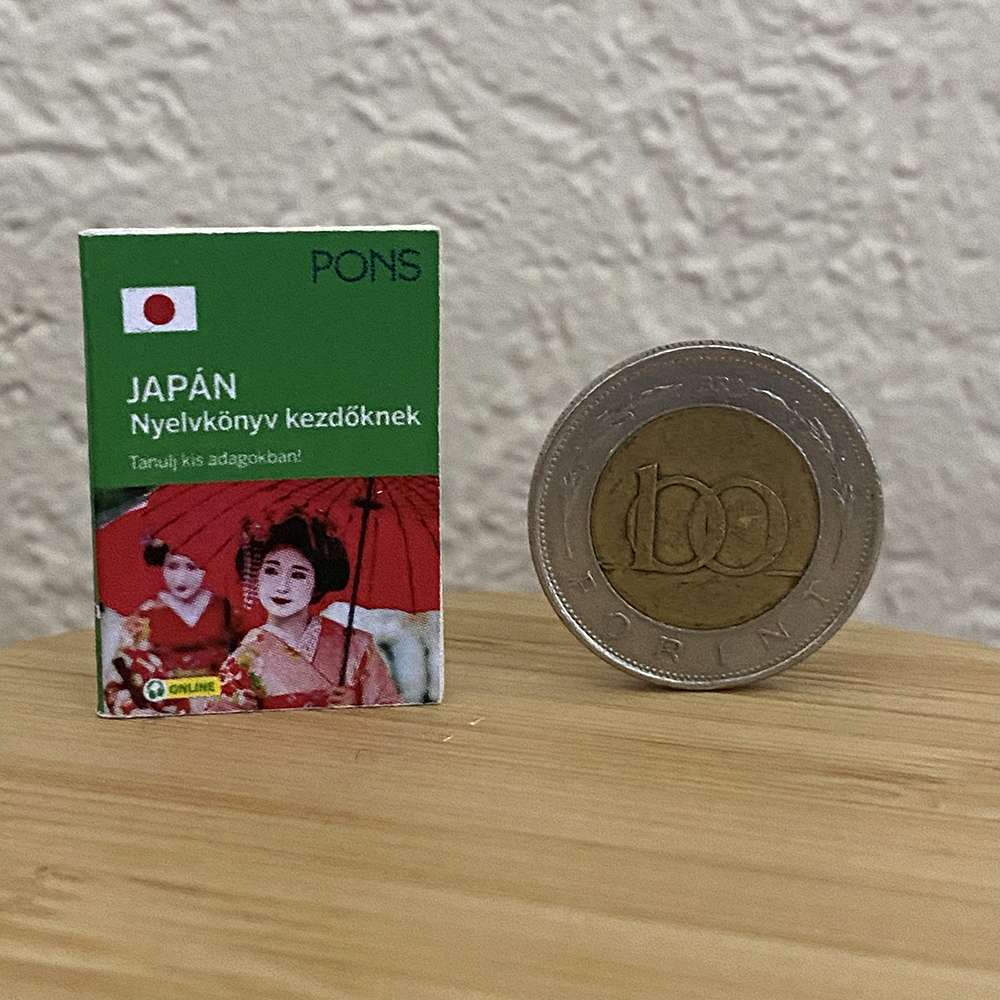 PONS
JAPÁN
Nyelvkönyv kezdőknek
Tanulj kis adagokban!
ONLINE
100
FORINT